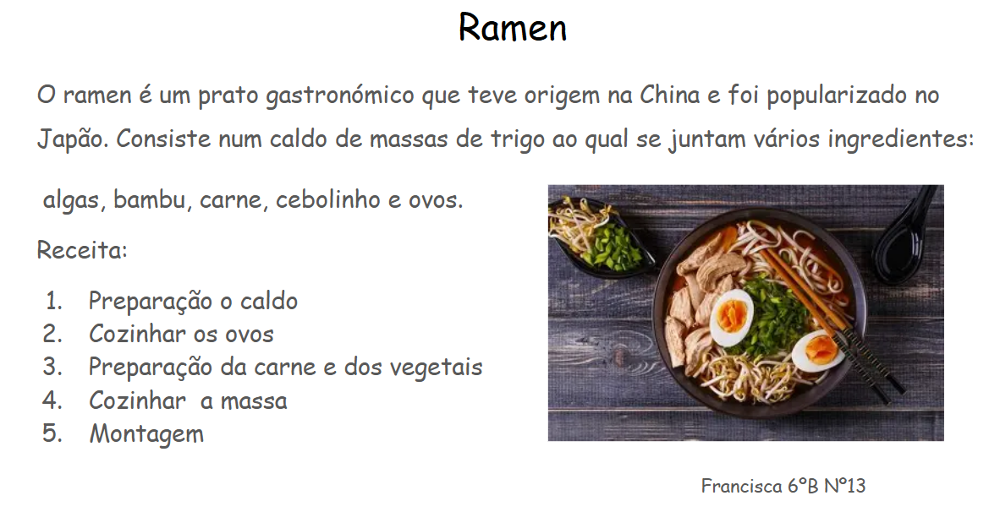 Ramen
O ramen é um prato gastronómico que teve origem na China e foi popularizado no
Japão. Consiste num caldo de massas de trigo ao qual se juntam vários ingredientes:
algas, bambu, carne, cebolinho e ovos.
Receita:
1. Preparação o caldo
2. Cozinhar os ovos
3. Preparação da carne e dos vegetais
4. Cozinhar a massa
5. Montagem
Francisca 6ºB Nº13